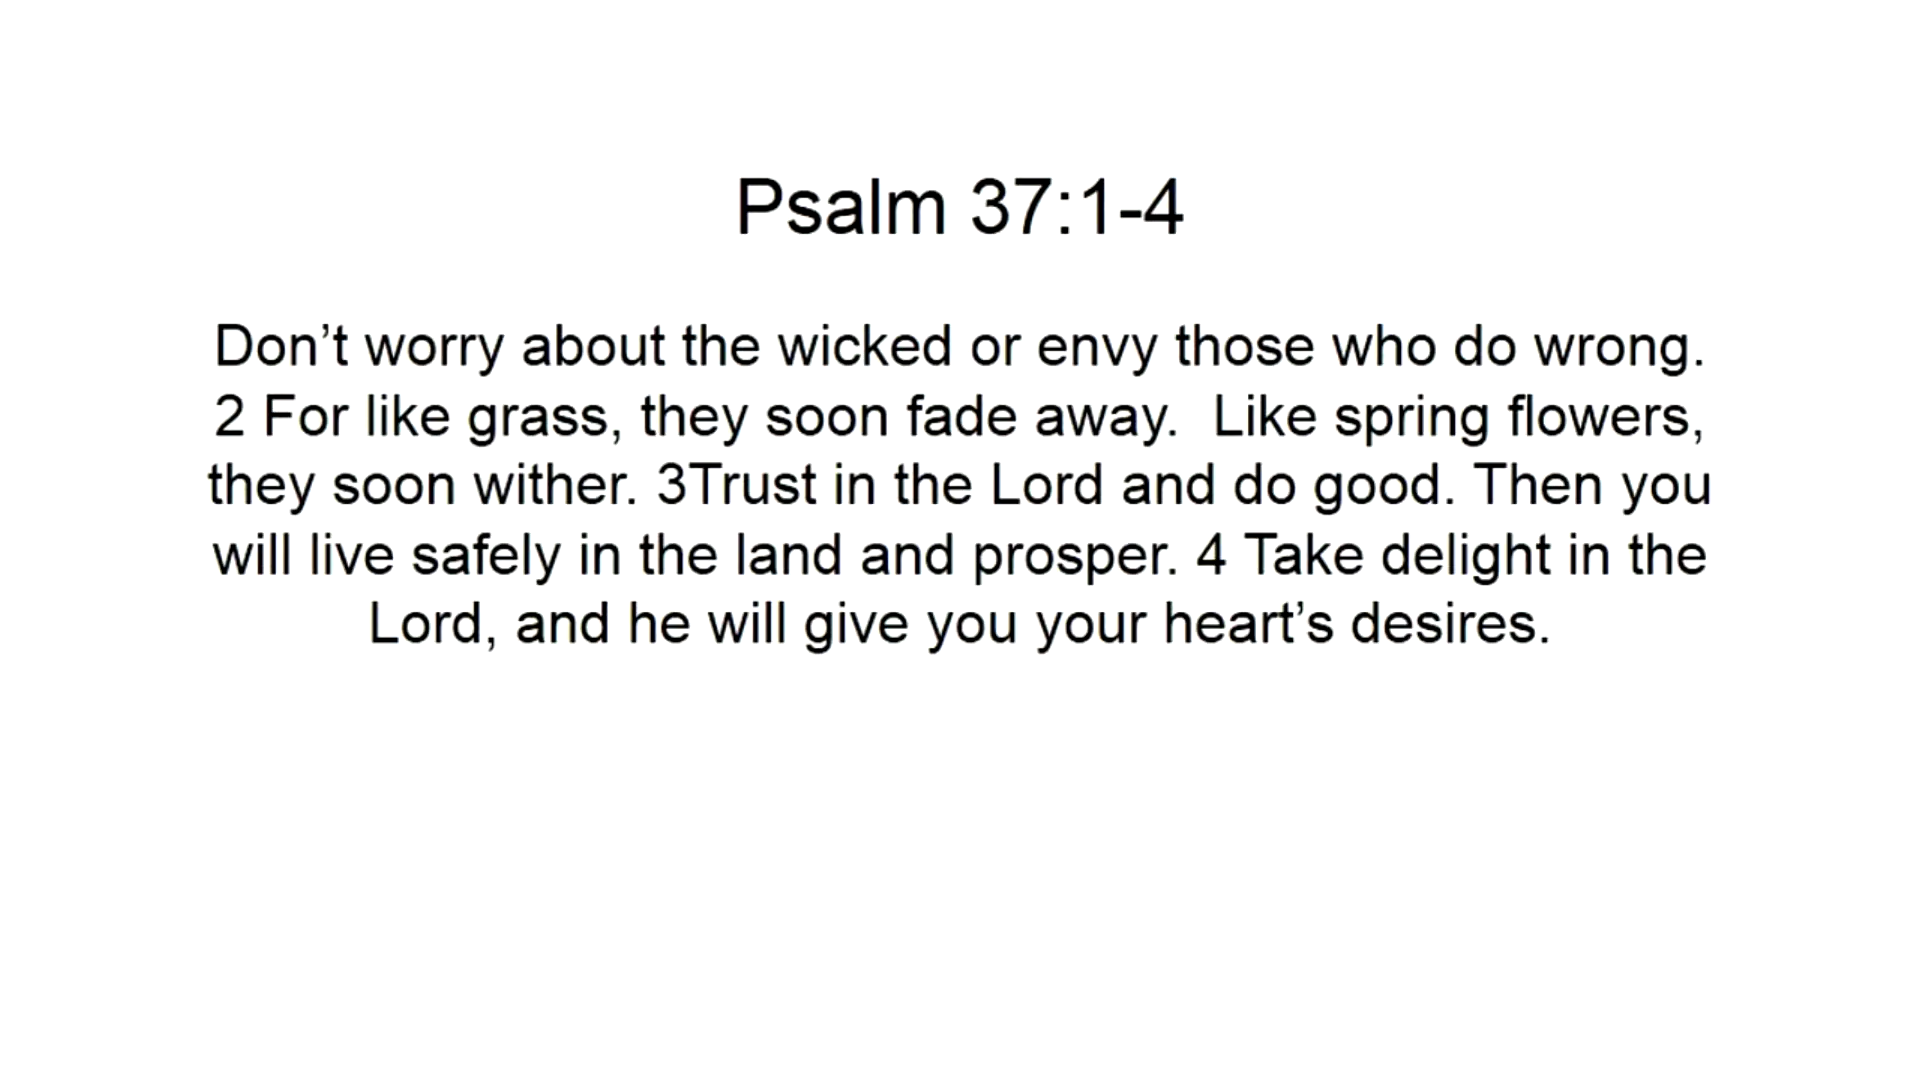 Psalm 37:1-4
Don’t worry about the wicked or envy those who do wrong.
2 For like grass, they soon fade away.  Like spring flowers,
they soon wither. 3Trust in the Lord and do good. Then you
will live safely in the land and prosper. 4 Take delight in the
Lord, and he will give you your heart’s desires.